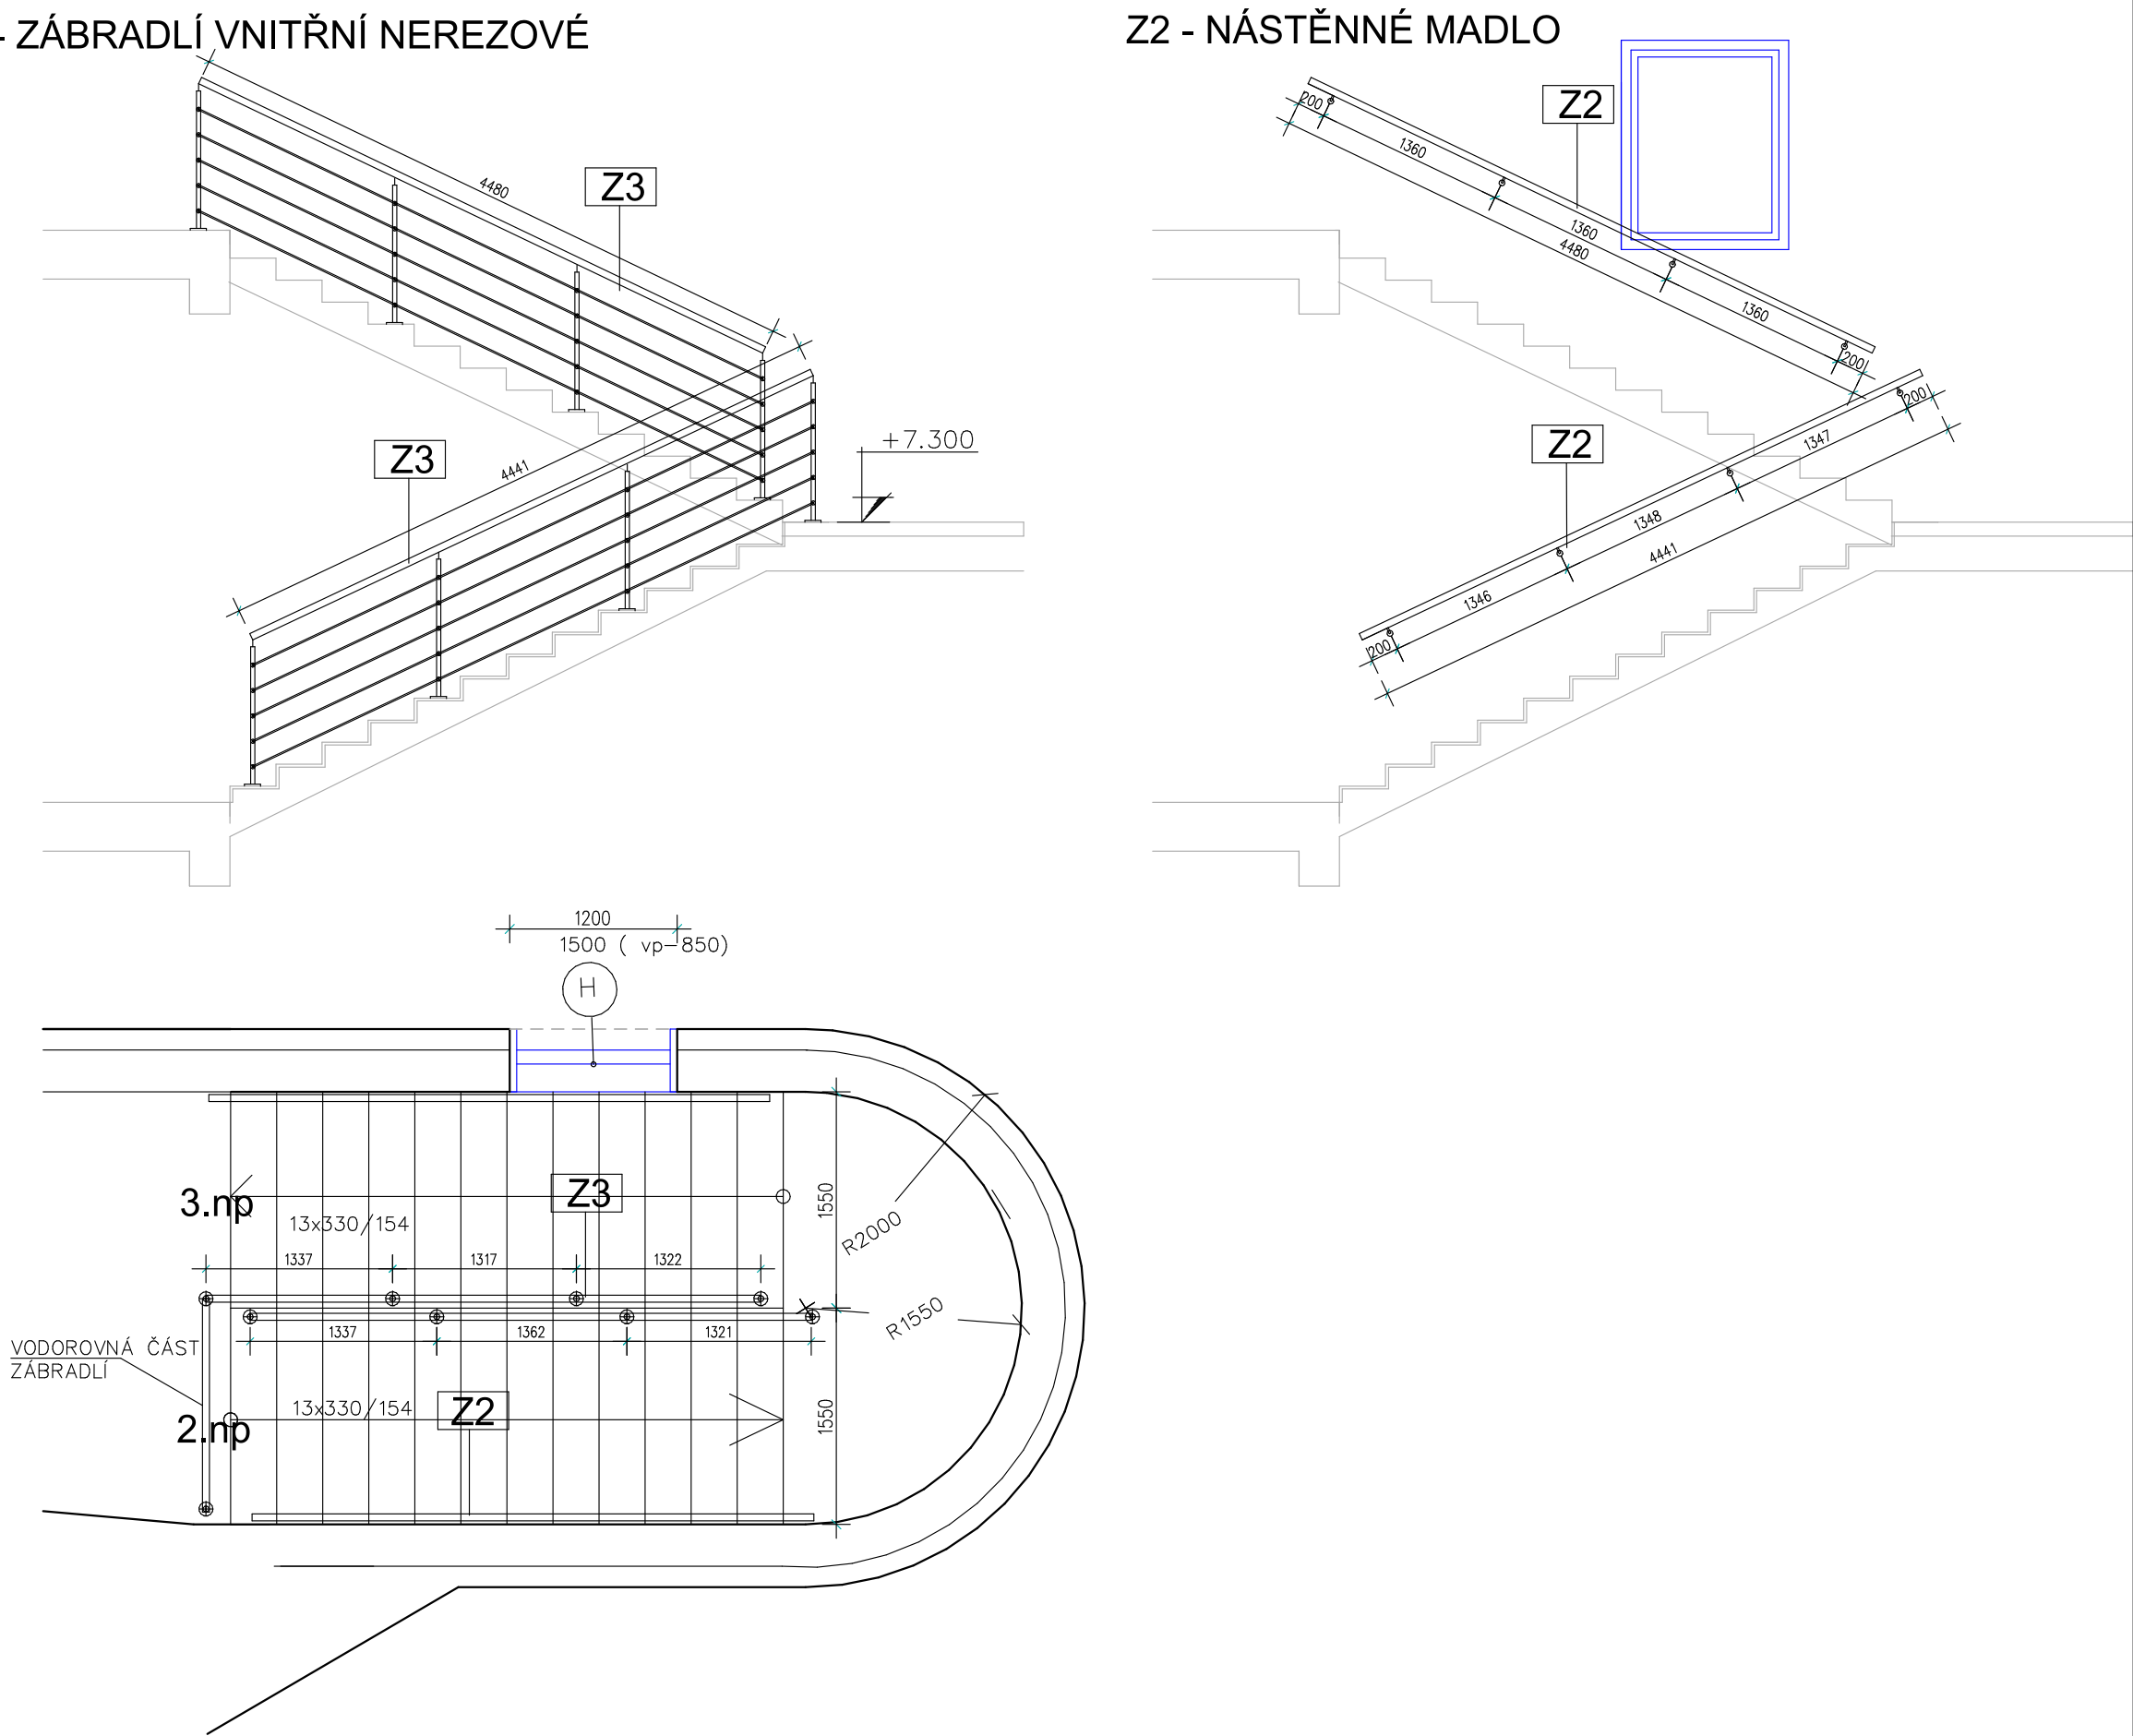 - ZÁBRADLÍ VNITŘNÍ NEREZOVÉ
Z2 - NÁSTĚNNÉ MADLO
4480
Z3
Z3
4441
+7.300
Z2
200
1360
1360
4480
1360
200
Z2
200
1347
1348
4441
1346
200
1200
1500 ( vp-850)
H
3.np
13x330/154
Z3
1550
R2000
1337
1317
1322
1337
1362
1321
R1550
VODOROVNÁ ČÁST
ZÁBRADLÍ
2.np
13x330/154
Z2
1550